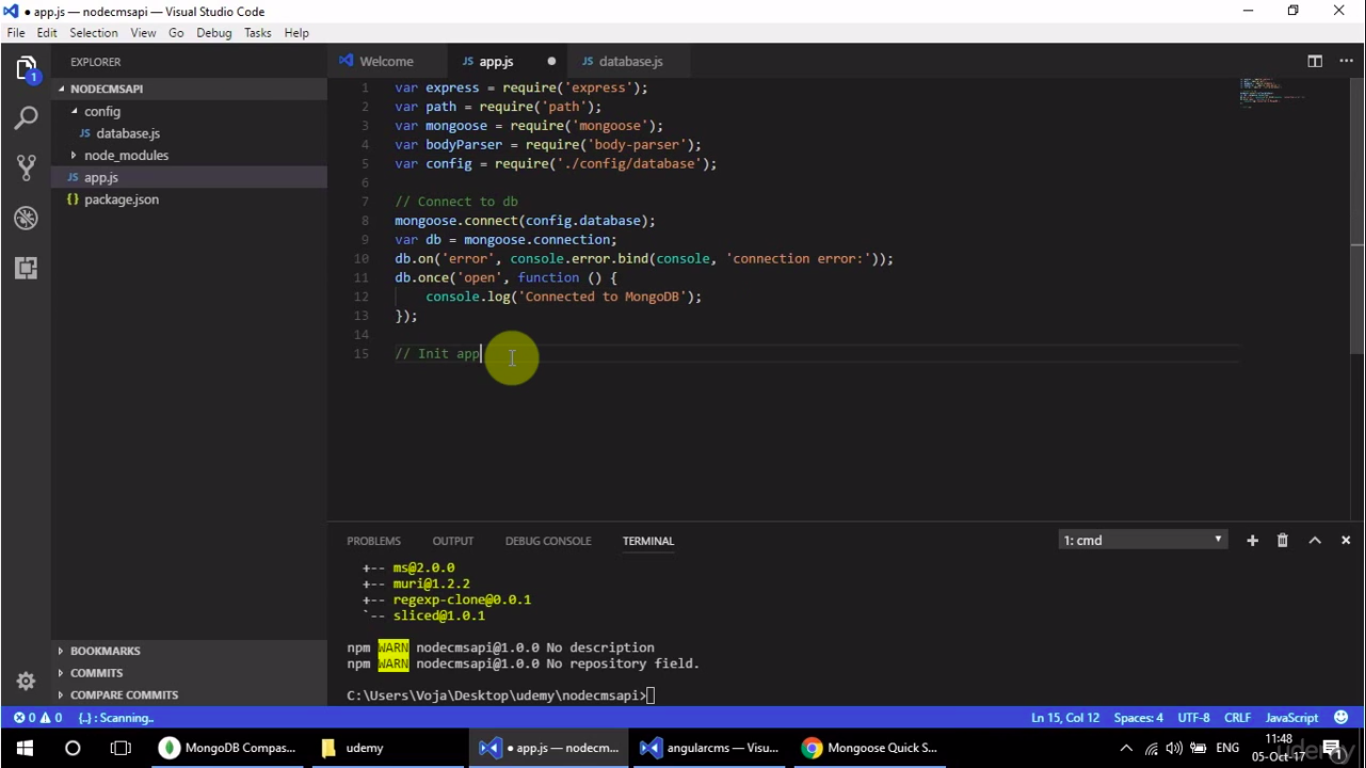 ● app.js — nodecmsapi — Visual Studio Code
File Edit Selection View Go Debug Tasks Help
EXPLORER
Welcome
JS app.js ●
JS database.js
NODECMSAPI
config
JS database.js
node_modules
JS app.js
{} package.json
1 var express = require('express');
2 var path = require('path');
3 var mongoose = require('mongoose');
4 var bodyParser = require('body-parser');
5 var config = require('./config/database');
6
7 // Connect to db
8 mongoose.connect(config.database);
9 var db = mongoose.connection;
10 db.on('error', console.error.bind(console, 'connection error:'));
11 db.once('open', function () {
12 console.log('Connected to MongoDB');
13 });
14
15 // Init app
PROBLEMS OUTPUT DEBUG CONSOLE TERMINAL 1: cmd
+-- ms@2.0.0
+-- muri@1.2.2
+-- regexp-clone@0.0.1
`-- sliced@1.0.1
npm WARN nodecmsapi@1.0.0 No description
npm WARN nodecmsapi@1.0.0 No repository field.
C:\Users\Voja\Desktop\udemy\nodecmsapi>
BOOKMARKS
COMMITS
COMPARE COMMITS
1
0 0 {..} : Scanning..
Ln 15, Col 12 Spaces: 4 UTF-8 CRLF JavaScript
MongoDB Compas... udemy ● app.js — nodecm... angularcms — Visu... Mongoose Quick S...
ENG
11:48
05-Oct-17
1
udemy